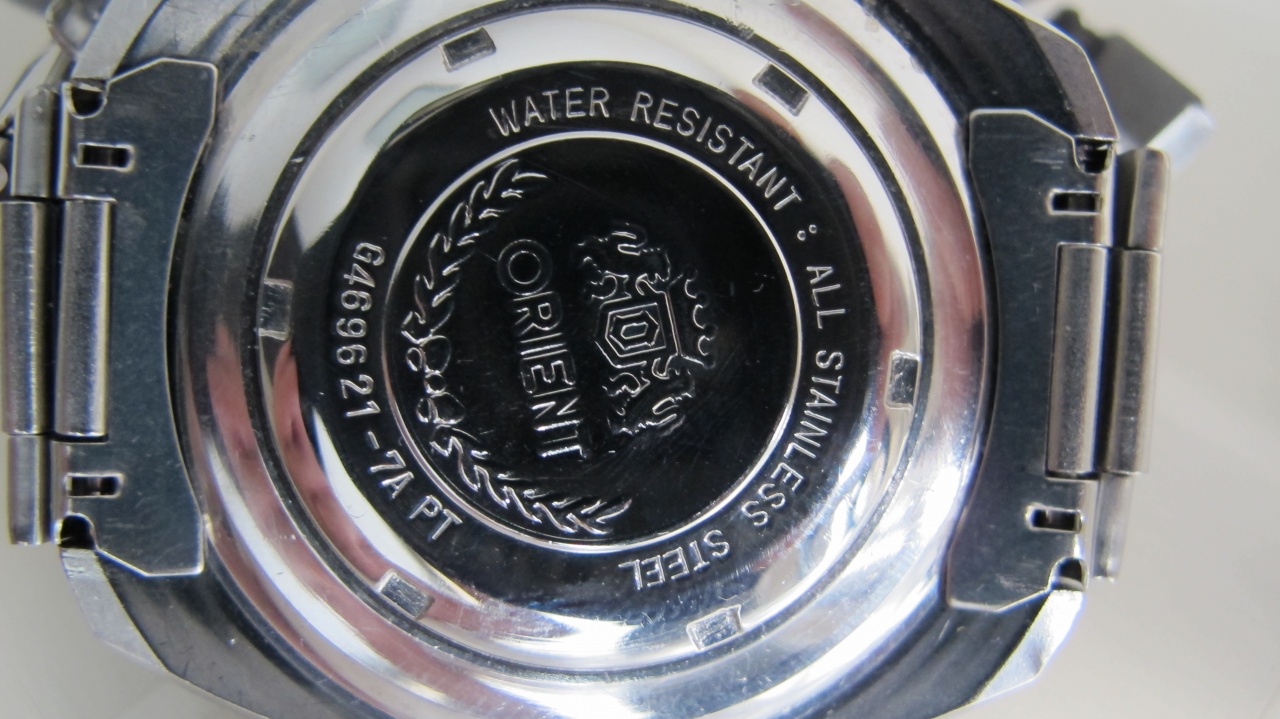 WATER RESISTANT : ALL STAINLESS STEEL
ORIENT
G469621-7A PT